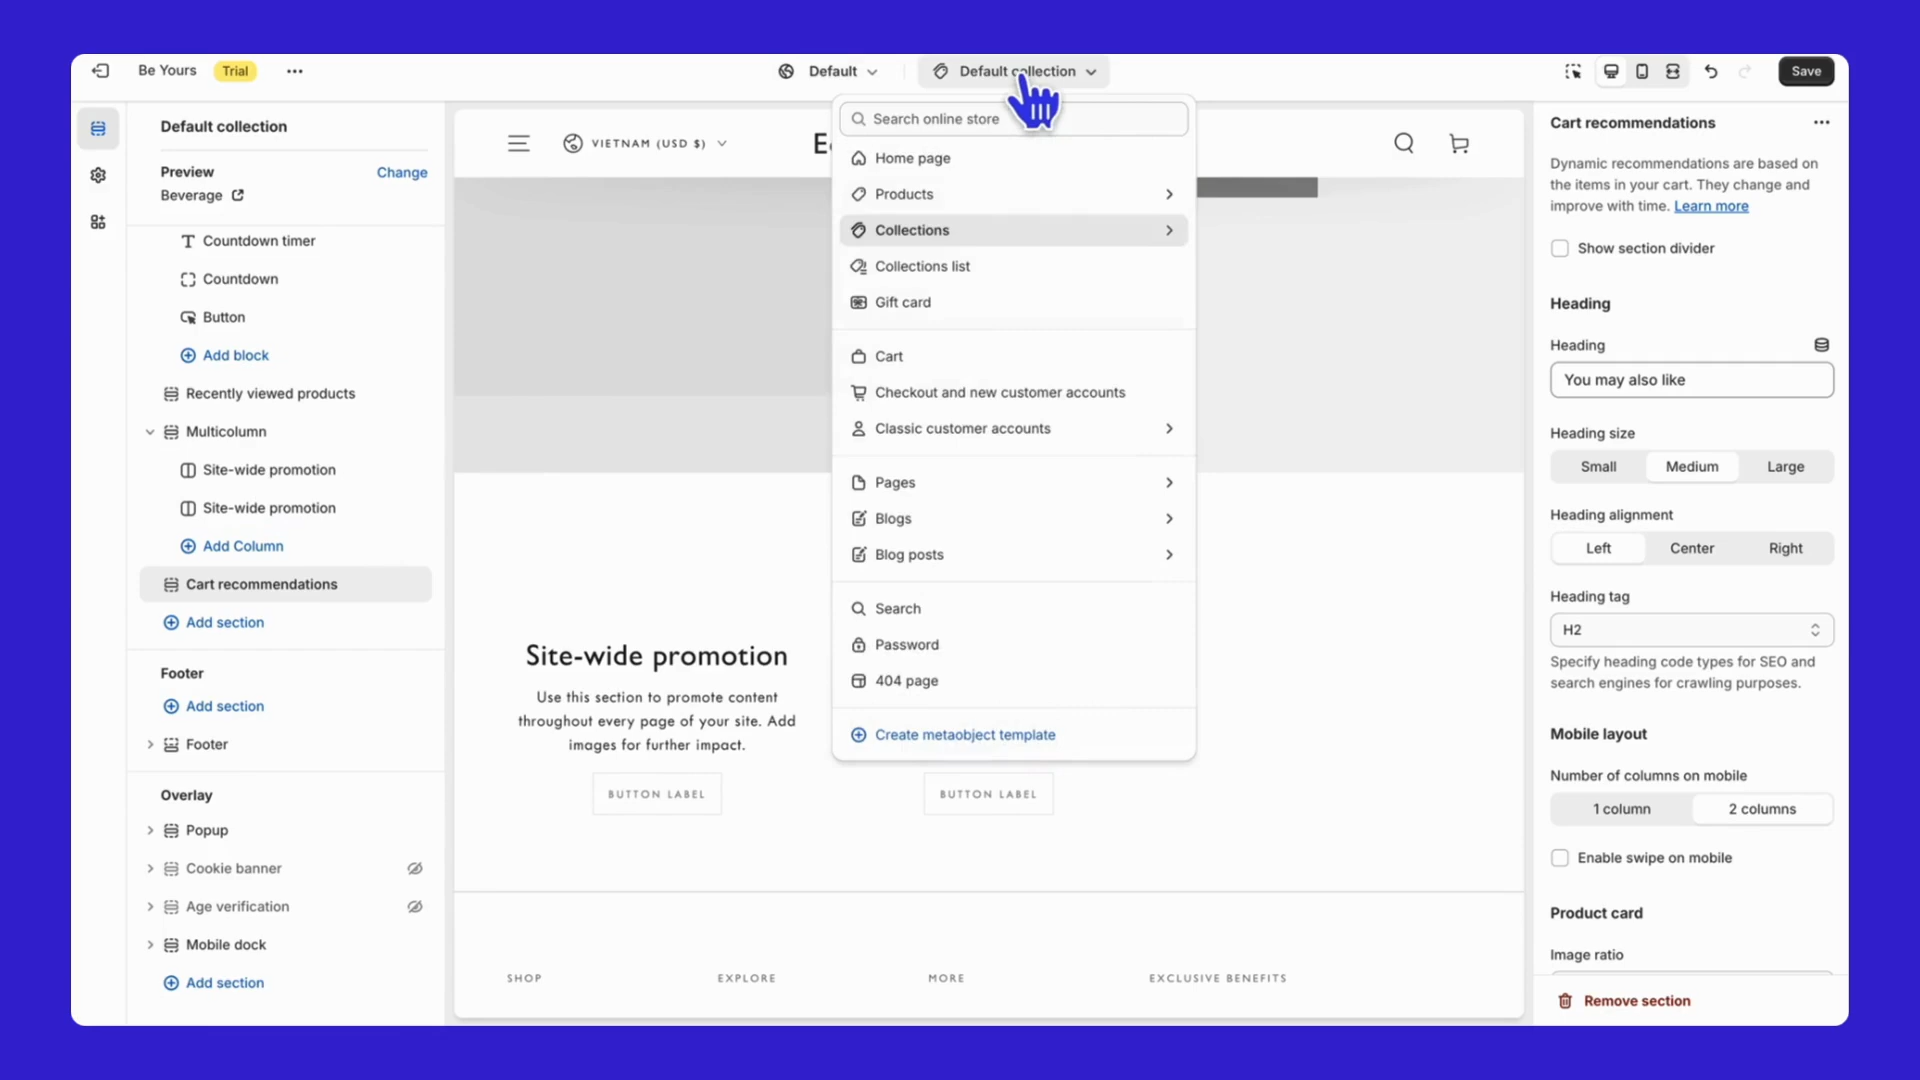 Be Yours
Trial
Default
Default collection
Save
Default collection
Preview
Change
Beverage
Countdown timer
Countdown
Button
Add block
Recently viewed products
Multicolumn
Site-wide promotion
Site-wide promotion
Add Column
Cart recommendations
Add section
Footer
Add section
Footer
Overlay
Popup
Cookie banner
Age verification
Mobile dock
Add section
VIETNAM (USD $)
Search online store
Home page
Products
Collections
Collections list
Gift card
Cart
Checkout and new customer accounts
Classic customer accounts
Pages
Blogs
Blog posts
Search
Password
404 page
Create metaobject template
Site-wide promotion
Use this section to promote content
throughout every page of your site. Add
images for further impact.
BUTTON LABEL
BUTTON LABEL
SHOP
EXPLORE
MORE
EXCLUSIVE BENEFITS
Cart recommendations
Dynamic recommendations are based on
the items in your cart. They change and
improve with time. Learn more
Show section divider
Heading
Heading
You may also like
Heading size
Small
Medium
Large
Heading alignment
Left
Center
Right
Heading tag
H2
Specify heading code types for SEO and
search engines for crawling purposes.
Mobile layout
Number of columns on mobile
1 column
2 columns
Enable swipe on mobile
Product card
Image ratio
Remove section